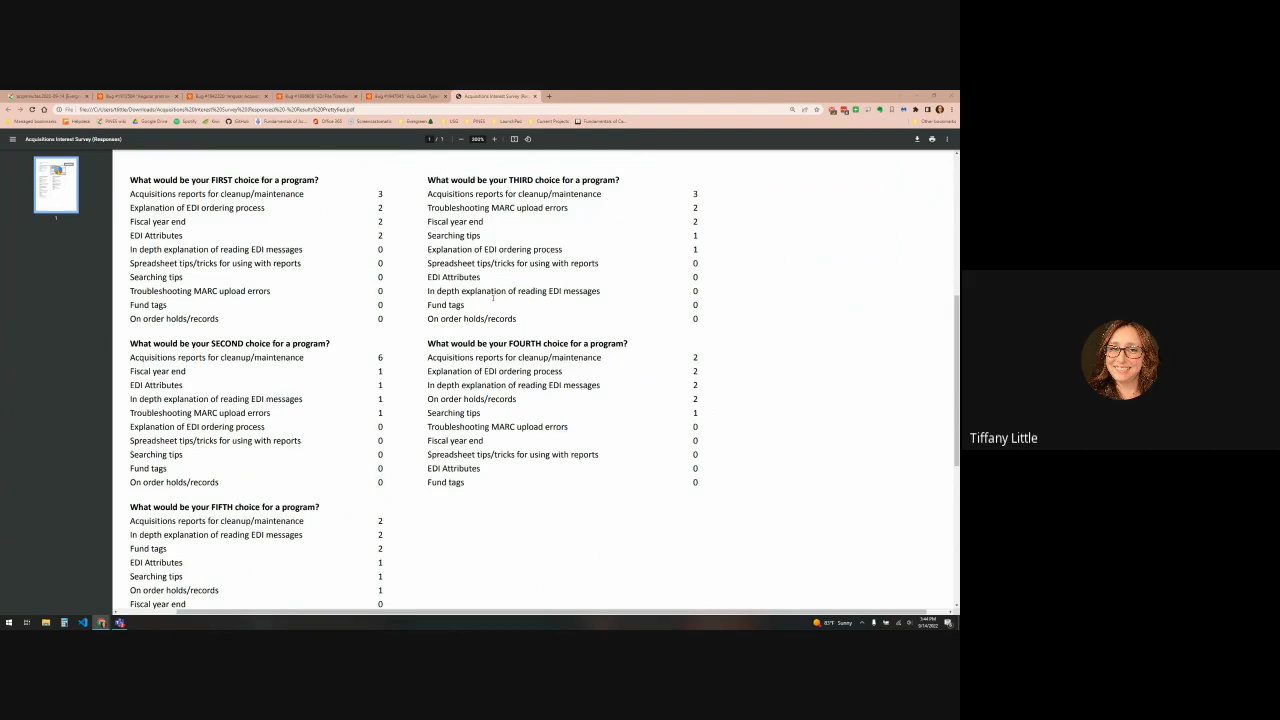 Acquisitions Interest Survey (Responses)
1 / 1
300%
1
What would be your FIRST choice for a program?
Acquisitions reports for cleanup/maintenance 3
Explanation of EDI ordering process 2
Fiscal year end 2
EDI Attributes 2
In depth explanation of reading EDI messages 0
Spreadsheet tips/tricks for using with reports 0
Searching tips 0
Troubleshooting MARC upload errors 0
Fund tags 0
On order holds/records 0
What would be your SECOND choice for a program?
Acquisitions reports for cleanup/maintenance 6
Fiscal year end 1
EDI Attributes 1
In depth explanation of reading EDI messages 1
Troubleshooting MARC upload errors 1
Explanation of EDI ordering process 0
Spreadsheet tips/tricks for using with reports 0
Searching tips 0
Fund tags 0
On order holds/records 0
What would be your FIFTH choice for a program?
Acquisitions reports for cleanup/maintenance 2
In depth explanation of reading EDI messages 2
Fund tags 2
EDI Attributes 1
Searching tips 1
On order holds/records 1
Fiscal year end 0
What would be your THIRD choice for a program?
Acquisitions reports for cleanup/maintenance 3
Troubleshooting MARC upload errors 2
Fiscal year end 2
Searching tips 1
Explanation of EDI ordering process 1
Spreadsheet tips/tricks for using with reports 0
EDI Attributes 0
In depth explanation of reading EDI messages 0
Fund tags 0
On order holds/records 0
What would be your FOURTH choice for a program?
Acquisitions reports for cleanup/maintenance 2
Explanation of EDI ordering process 2
In depth explanation of reading EDI messages 2
On order holds/records 2
Searching tips 1
Troubleshooting MARC upload errors 0
Fiscal year end 0
Spreadsheet tips/tricks for using with reports 0
EDI Attributes 0
Fund tags 0
Tiffany Little
83°F Sunny
3:44 PM
9/14/2022